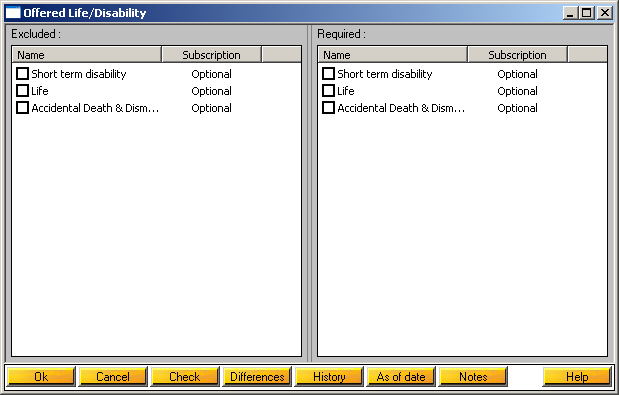 Offered Life/Disability
Excluded :
Name Subscription
Short term disability Optional
Life Optional
Accidental Death & Dism... Optional
Required :
Name Subscription
Short term disability Optional
Life Optional
Accidental Death & Dism... Optional
Ok Cancel Check Differences History As of date Notes Help